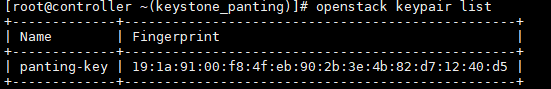 [root@controller ~(keystone_panting)]# openstack keypair list
+-------------+-------------------------------------------------+
| Name        | Fingerprint                                     |
+-------------+-------------------------------------------------+
| panting-key | 19:1a:91:00:f8:4f:eb:90:2b:3e:4b:82:d7:12:40:d5 |
+-------------+-------------------------------------------------+